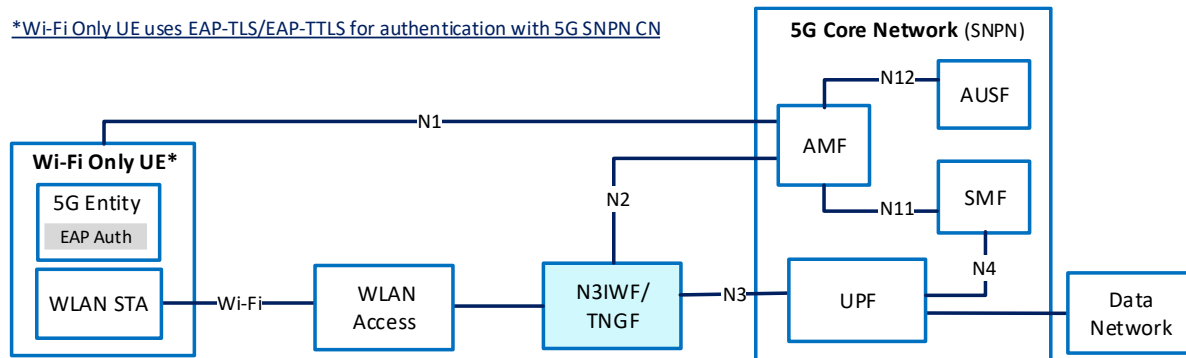 *Wi-Fi Only UE uses EAP-TLS/EAP-TTLS for authentication with 5G SNPN CN
5G Core Network (SNPN)
N12
AUSF
N1
AMF
Wi-Fi Only UE*
5G Entity
EAP Auth
N2
N11
SMF
N4
WLAN STA
Wi-Fi
WLAN
Access
N3IWF/
TNGF
N3
UPF
Data
Network